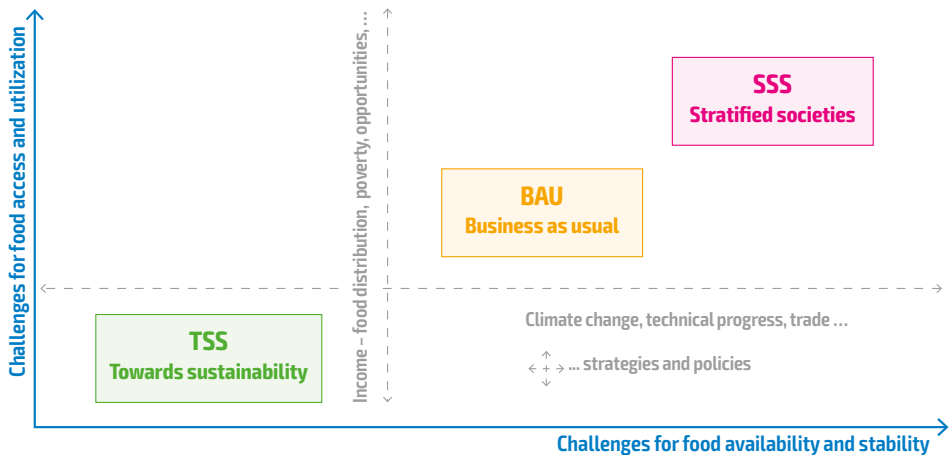 Challenges for food access and utilization
Income – food distribution, poverty, opportunities, ...
SSS
Stratified societies
BAU
Business as usual
TSS
Towards sustainability
Climate change, technical progress, trade ...
... strategies and policies
Challenges for food availability and stability